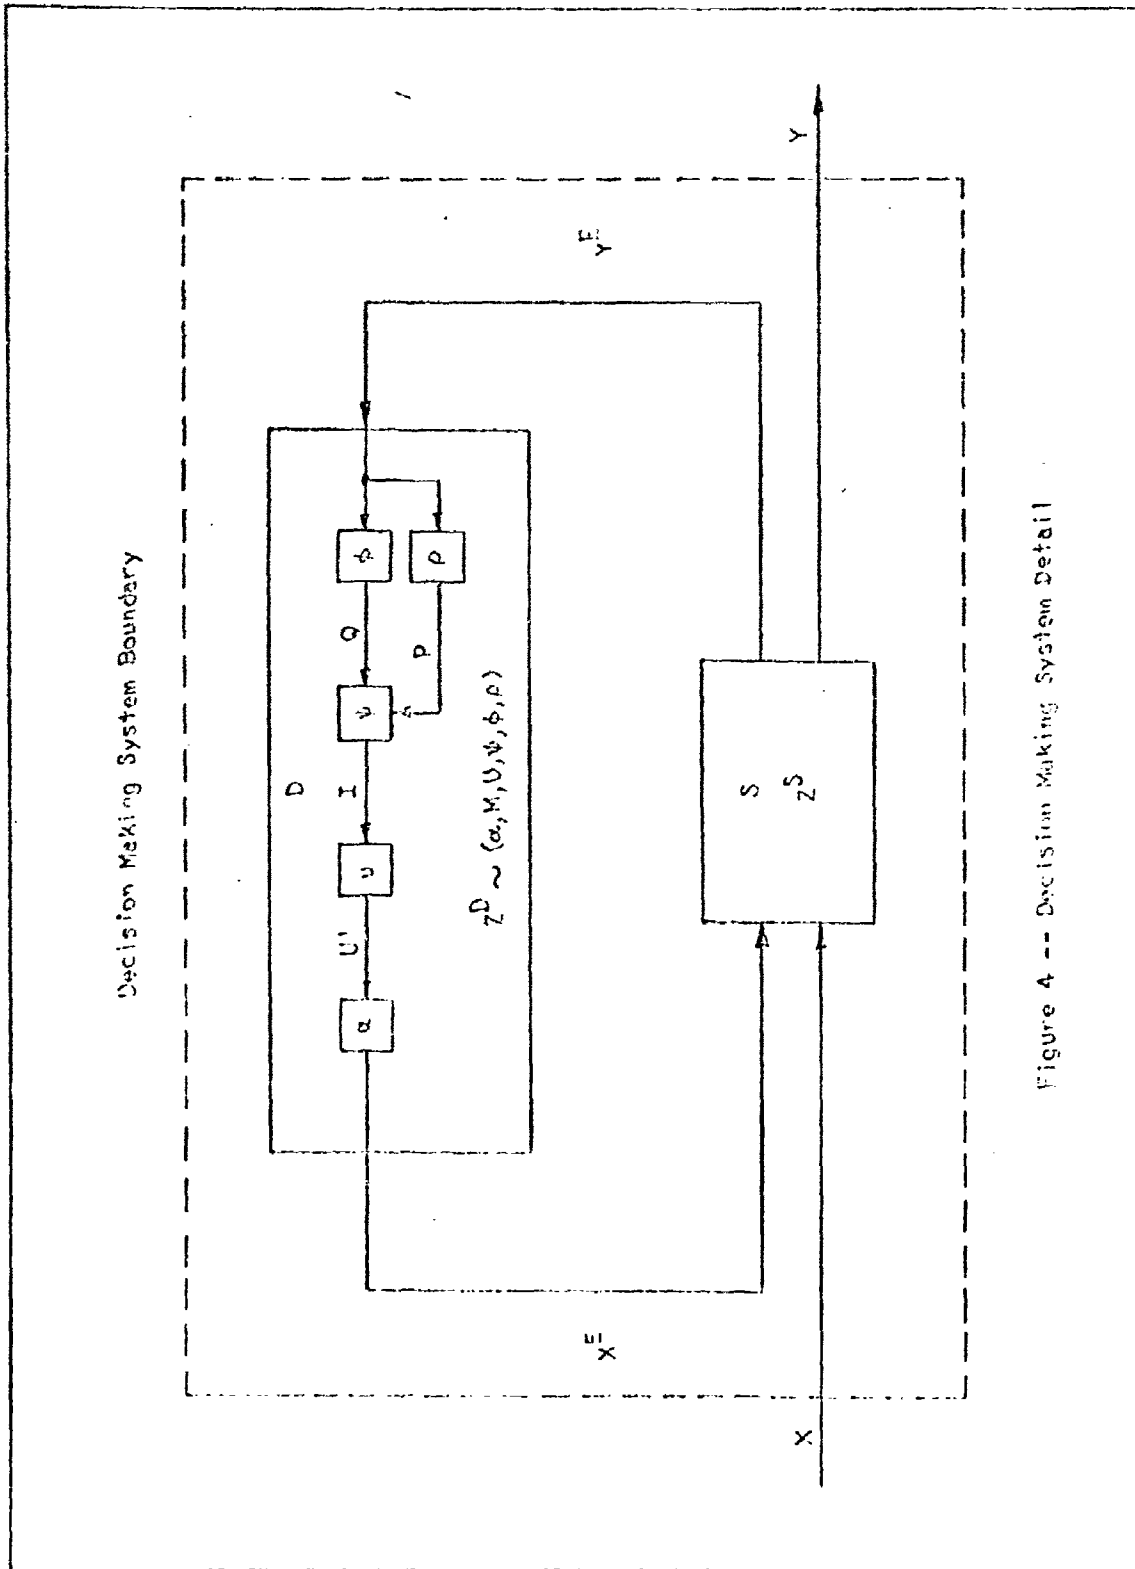 Decision Making System Boundary
D
α
U'
υ
I
ψ
Q
ϕ
P
ρ
Z^D ~ (α,M,U,ψ,ϕ,ρ)
X^E
Y^E
S
Z^S
X
Y
Figure 4 -- Decision Making System Detail